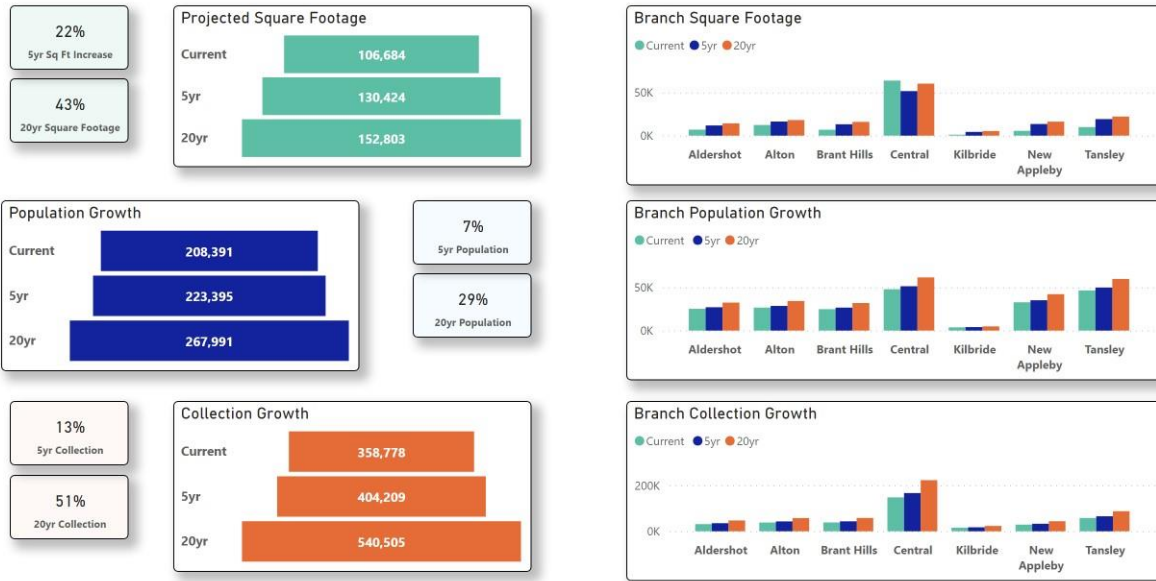 22%
5yr Sq Ft Increase
43%
20yr Square Footage
Projected Square Footage
Current
106,684
5yr
130,424
20yr
152,803
Branch Square Footage
Current 5yr 20yr
50K
0K
Aldershot Alton Brant Hills Central Kilbride New Appleby Tansley
Population Growth
Current
208,391
5yr
223,395
20yr
267,991
7%
5yr Population
29%
20yr Population
Branch Population Growth
Current 5yr 20yr
50K
0K
Aldershot Alton Brant Hills Central Kilbride New Appleby Tansley
13%
5yr Collection
51%
20yr Collection
Collection Growth
Current
358,778
5yr
404,209
20yr
540,505
Branch Collection Growth
Current 5yr 20yr
200K
0K
Aldershot Alton Brant Hills Central Kilbride New Appleby Tansley